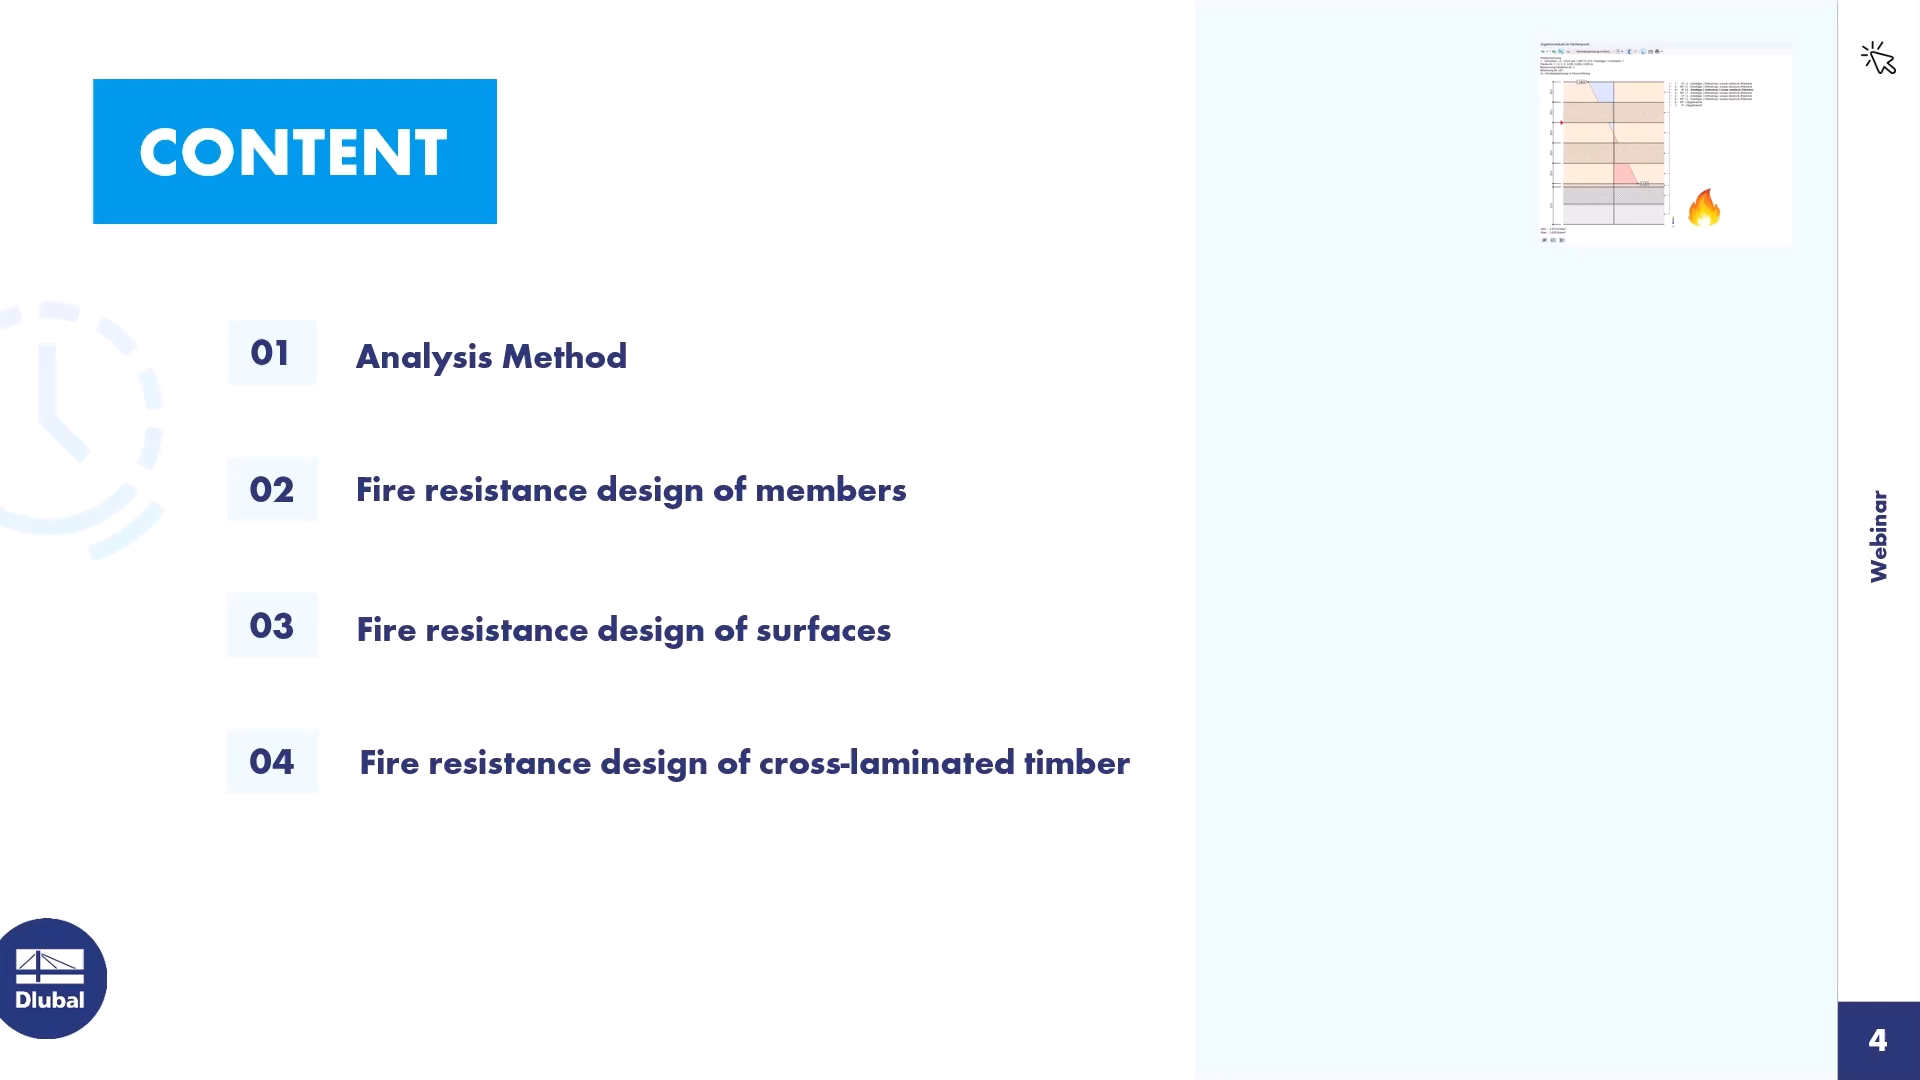 CONTENT
01 Analysis Method
02 Fire resistance design of members
03 Fire resistance design of surfaces
04 Fire resistance design of cross-laminated timber
Webinar
Dlubal
4